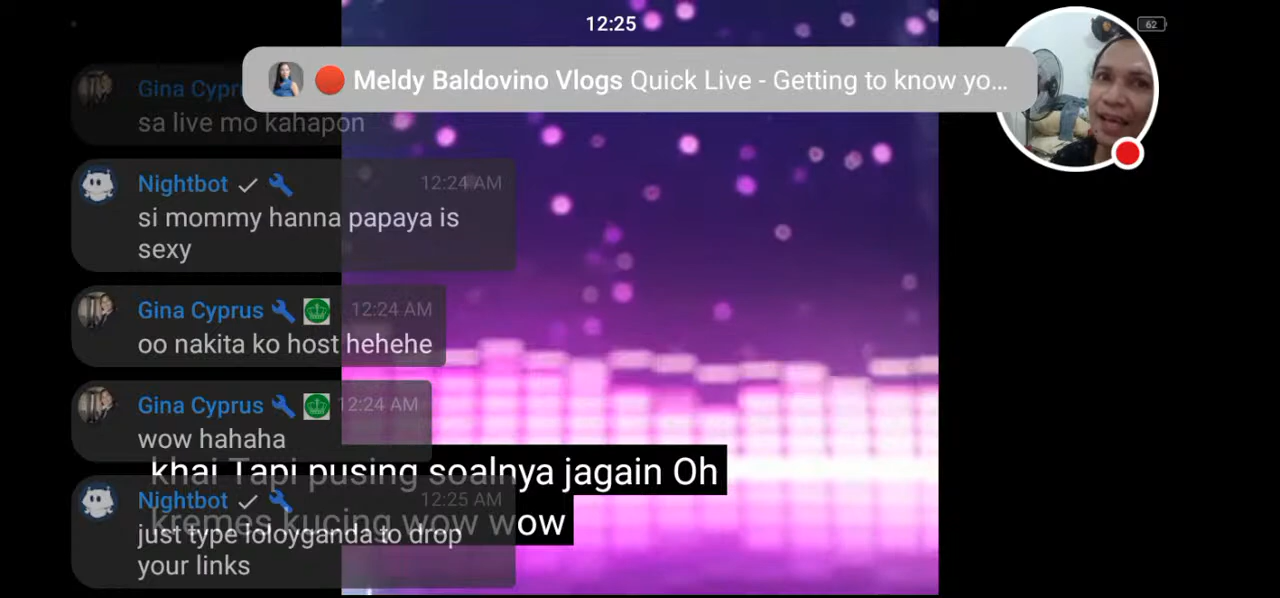 12:25
62
Meldy Baldovino Vlogs Quick Live - Getting to know yo...
Gina Cypr
sa live mo kahapon
Nightbot 12:24 AM
si mommy hanna papaya is
sexy
Gina Cyprus 12:24 AM
oo nakita ko host hehehe
Gina Cyprus 12:24 AM
wow hahaha
khai Tapi pusing soalnya jagain Oh
Nightbot 12:25 AM
kremes kucing wow wow
just type loloyganda to drop
your links